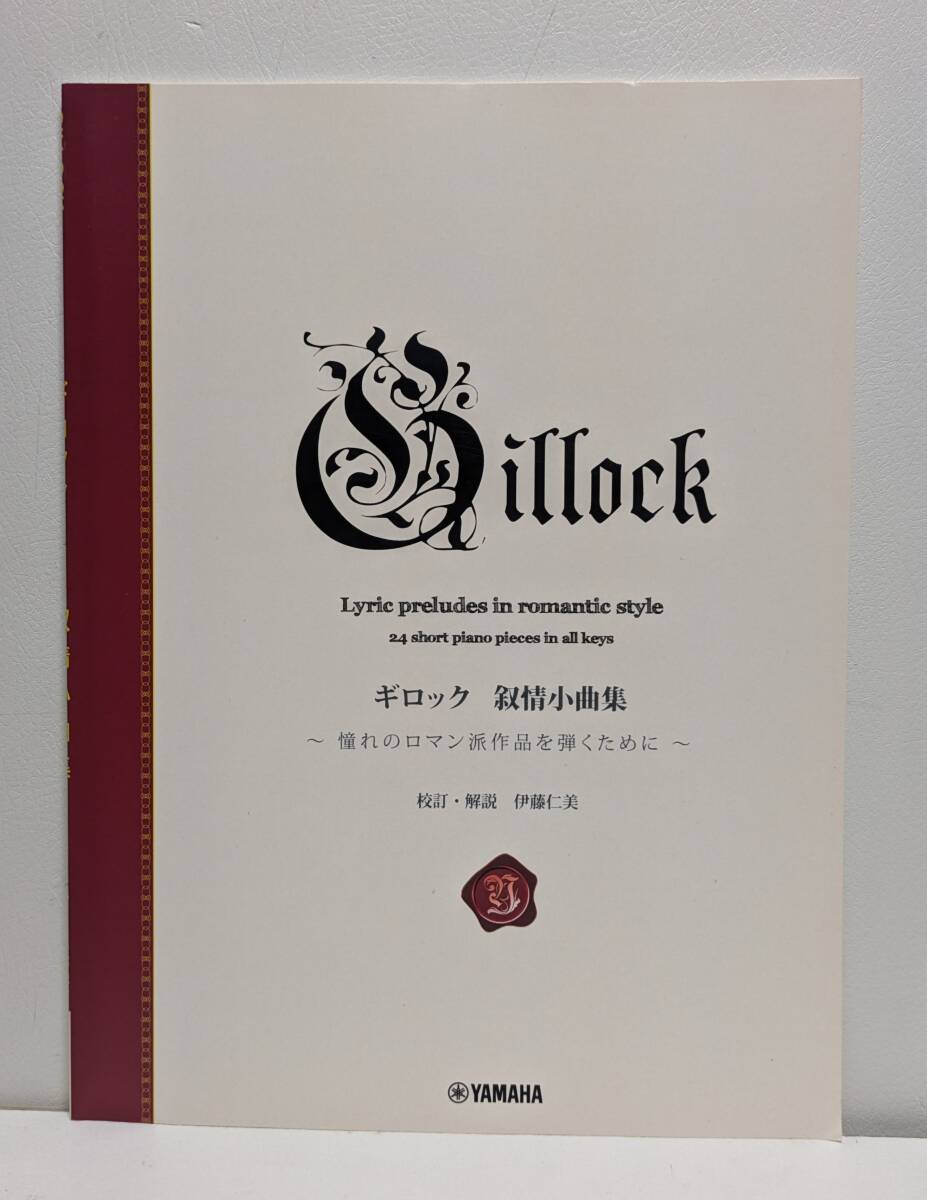 Gillock
Lyric preludes in romantic style
24 short piano pieces in all keys
ギロック 叙情小曲集
～ 憧れのロマン派作品を弾くために ～
校訂・解説 伊藤仁美
Y
YAMAHA